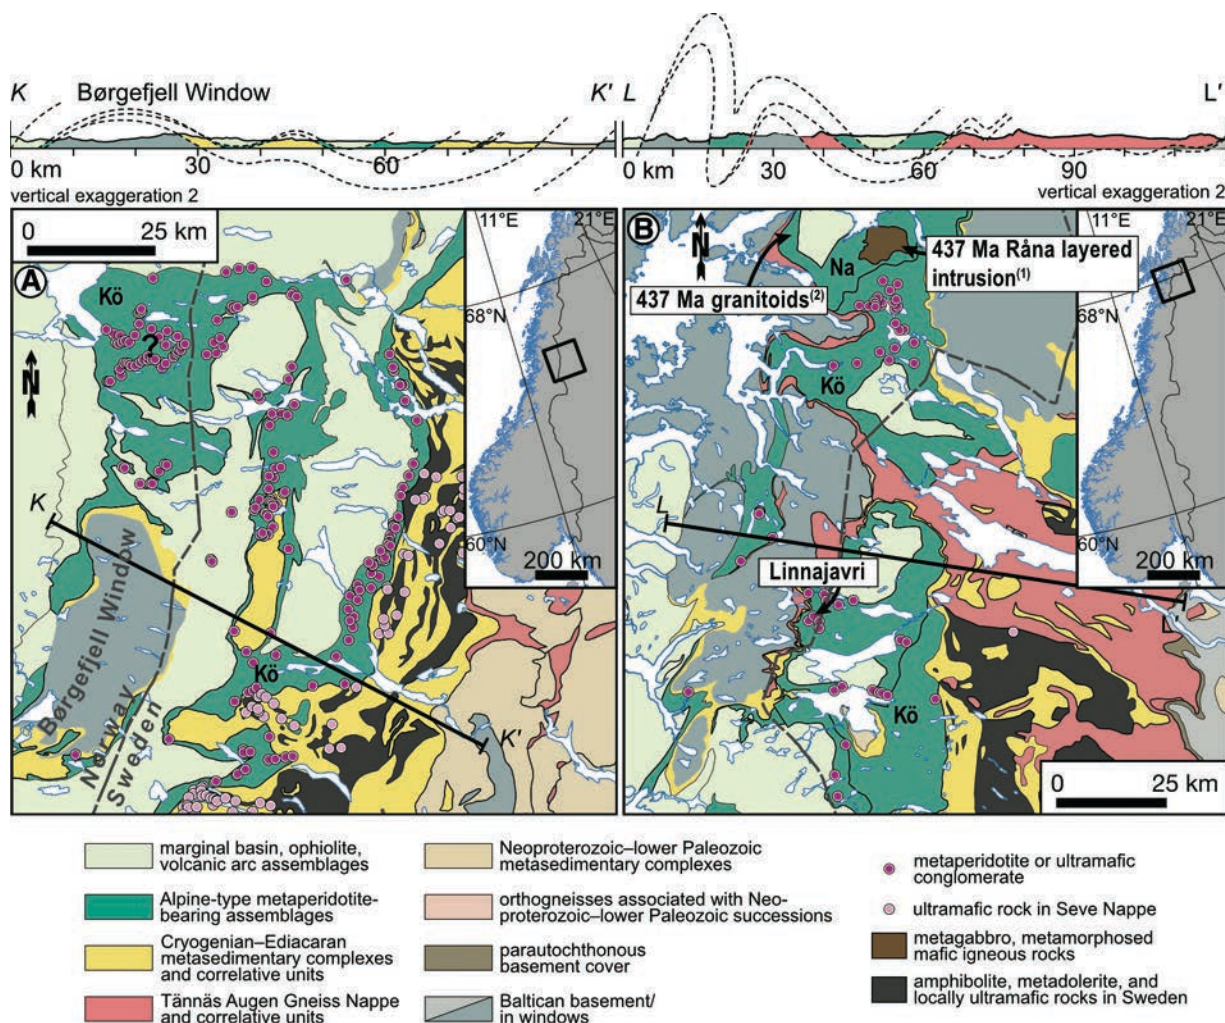 K
Børgefjell Window
K'
L
L'
0 km
30
60
0 km
30
60
90
vertical exaggeration 2
vertical exaggeration 2
0
25 km
11°E
21°E
A
Kö
?
N
68°N
60°N
200 km
K
K'
Kö
Børgefjell Window
Norway
Sweden
B
N
Na
437 Ma Råna layered
intrusion(1)
437 Ma granitoids(2)
Kö
L
Linnajavri
L'
Kö
11°E
21°E
68°N
60°N
200 km
0
25 km
marginal basin, ophiolite,
volcanic arc assemblages
Alpine-type metaperidotite-
bearing assemblages
Cryogenian–Ediacaran
metasedimentary complexes
and correlative units
Tännäs Augen Gneiss Nappe
and correlative units
Neoproterozoic–lower Paleozoic
metasedimentary complexes
orthogneisses associated with Neo-
proterozoic–lower Paleozoic successions
parautochthonous
basement cover
Baltican basement/
in windows
metaperidotite or ultramafic
conglomerate
ultramafic rock in Seve Nappe
metagabbro, metamorphosed
mafic igneous rocks
amphibolite, metadolerite, and
locally ultramafic rocks in Sweden